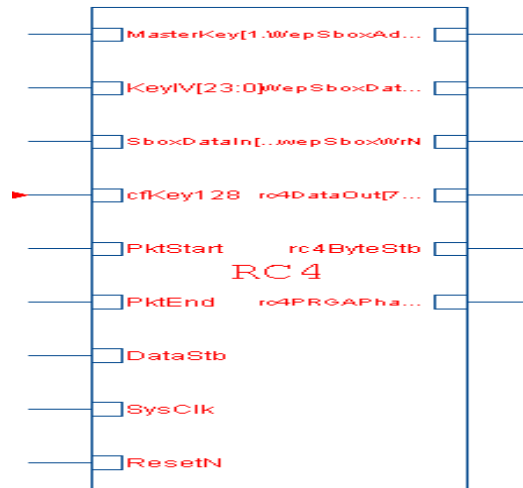 MasterKey[1.WepSboxAd...
KeyIV[23:0]WepSboxDat...
SboxDataIn[...wepSboxWrN
cfKey128 rc4DataOut[7...
PktStart rc4ByteStb
RC4
PktEnd rc4PRGAPha...
DataStb
SysClk
ResetN